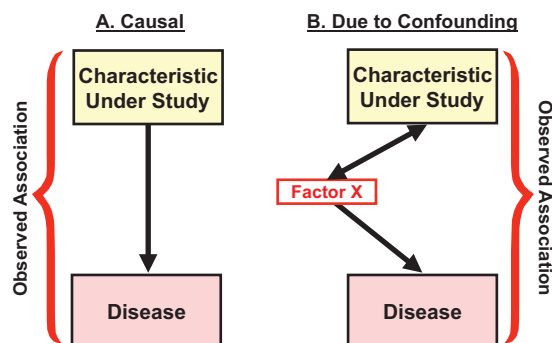 A. Causal
B. Due to Confounding
Observed Association
Characteristic
Under Study
Disease
Characteristic
Under Study
Factor X
Disease
Observed Association